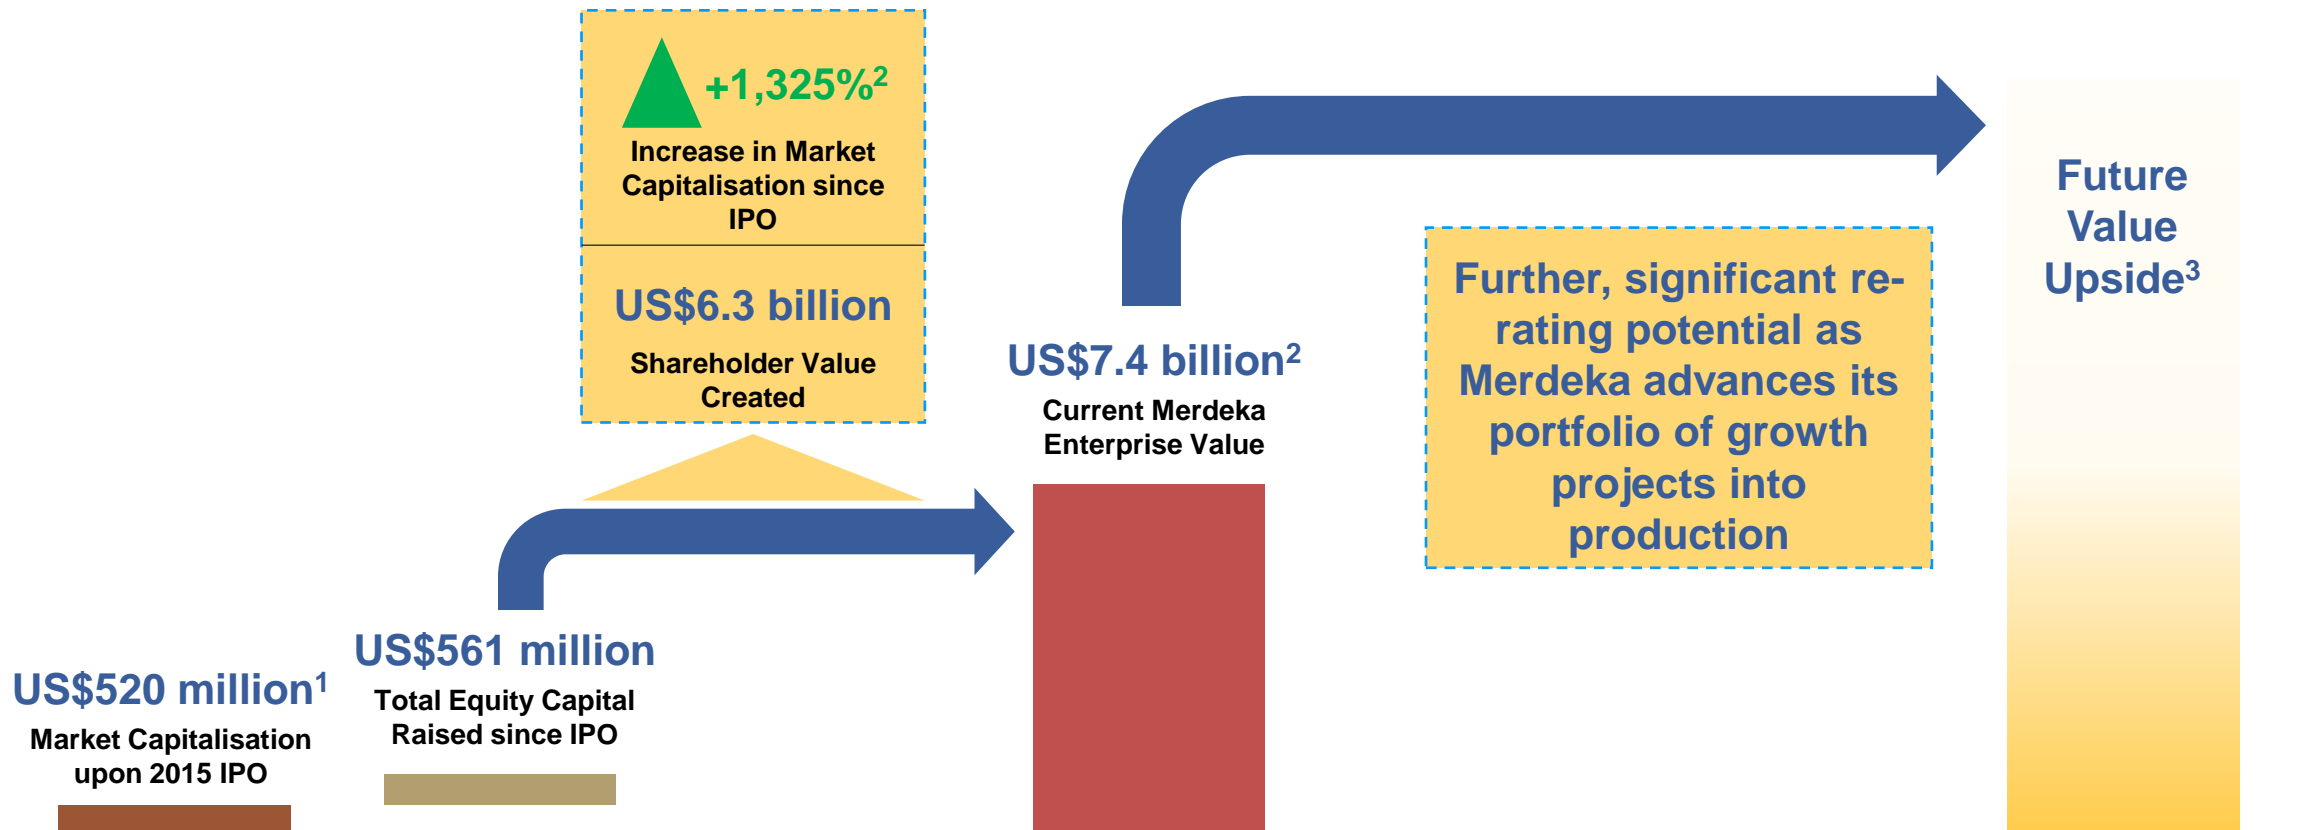 +1,325%²
Increase in Market
Capitalisation since
IPO
US$6.3 billion
Shareholder Value
Created
US$520 million¹
Market Capitalisation
upon 2015 IPO
US$561 million
Total Equity Capital
Raised since IPO
US$7.4 billion²
Current Merdeka
Enterprise Value
Further, significant re-
rating potential as
Merdeka advances its
portfolio of growth
projects into
production
Future
Value
Upside³